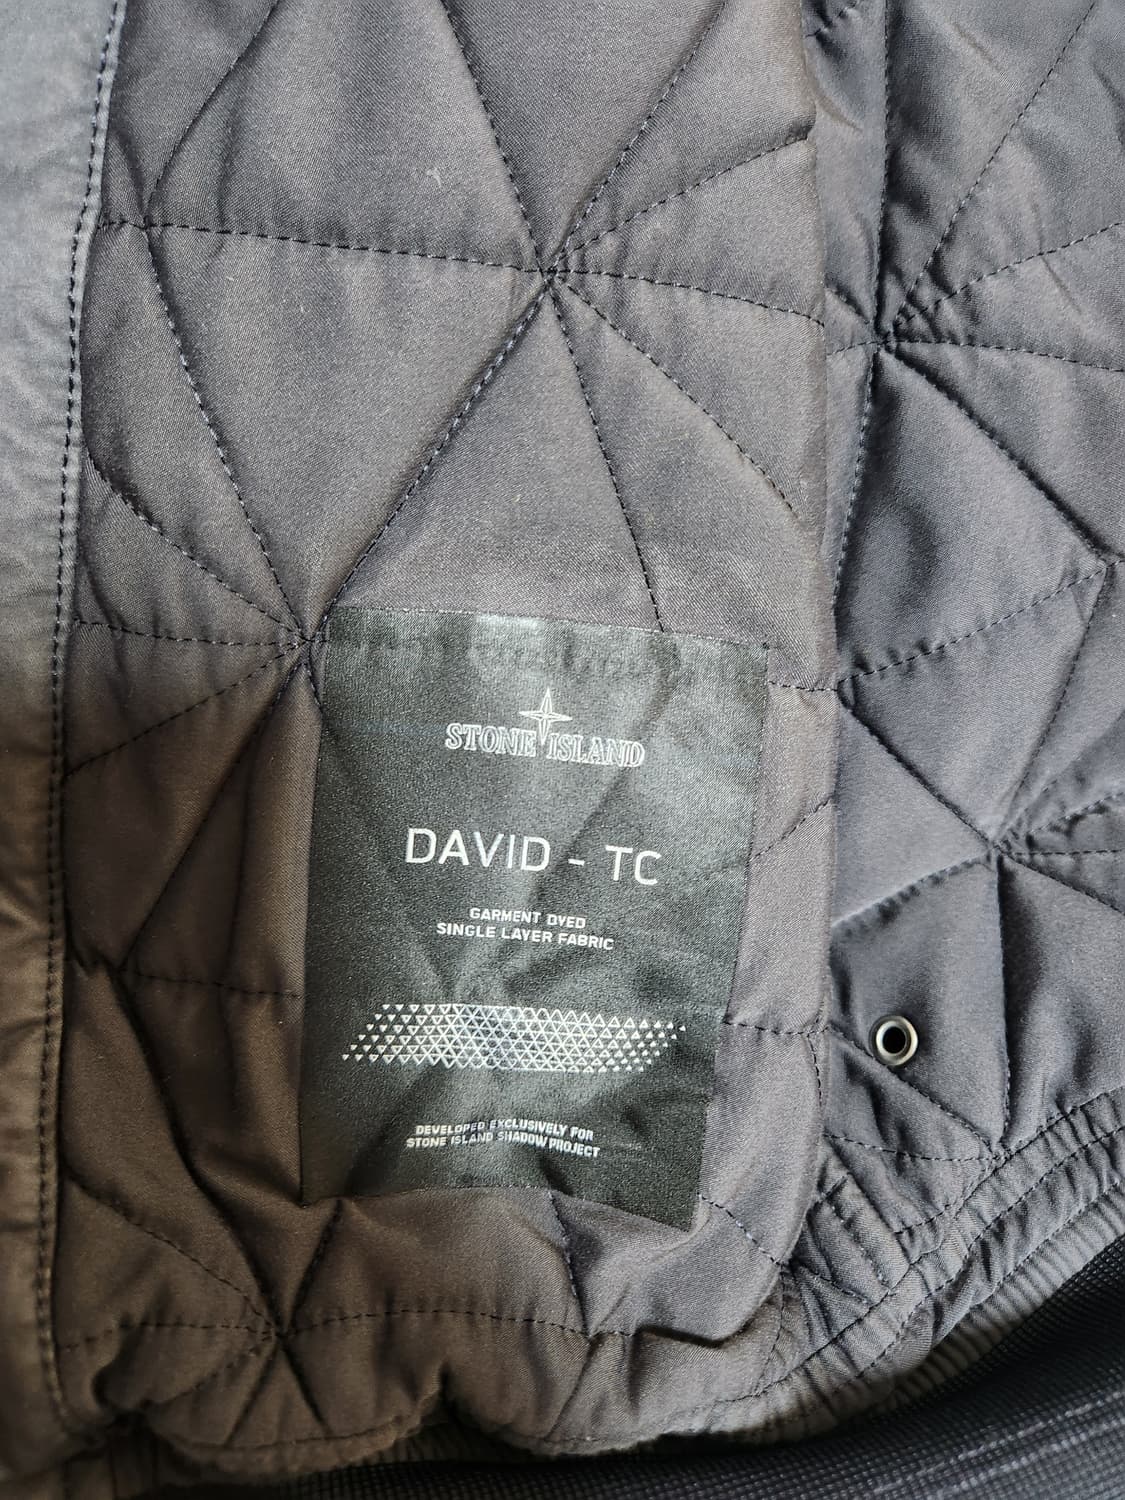 STONE ISLAND
DAVID - TC
GARMENT DYED
SINGLE LAYER FABRIC
DEVELOPED EXCLUSIVELY FOR
STONE ISLAND SHADOW PROJECT